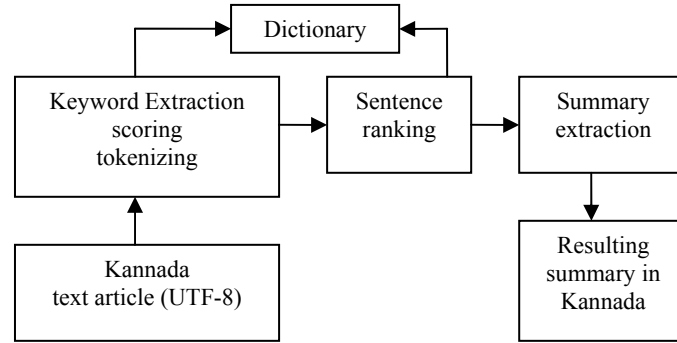 Dictionary
Keyword Extraction
scoring
tokenizing
Sentence
ranking
Summary
extraction
Kannada
text article (UTF-8)
Resulting
summary in
Kannada